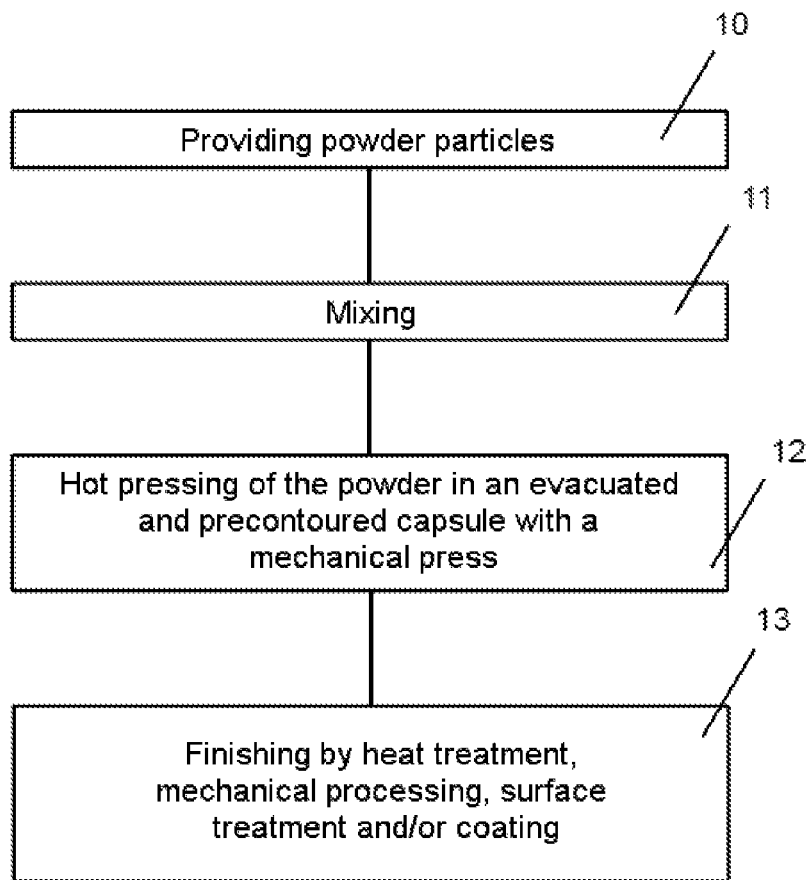 10
Providing powder particles
11
Mixing
12
Hot pressing of the powder in an evacuated
and precontoured capsule with a
mechanical press
13
Finishing by heat treatment,
mechanical processing, surface
treatment and/or coating